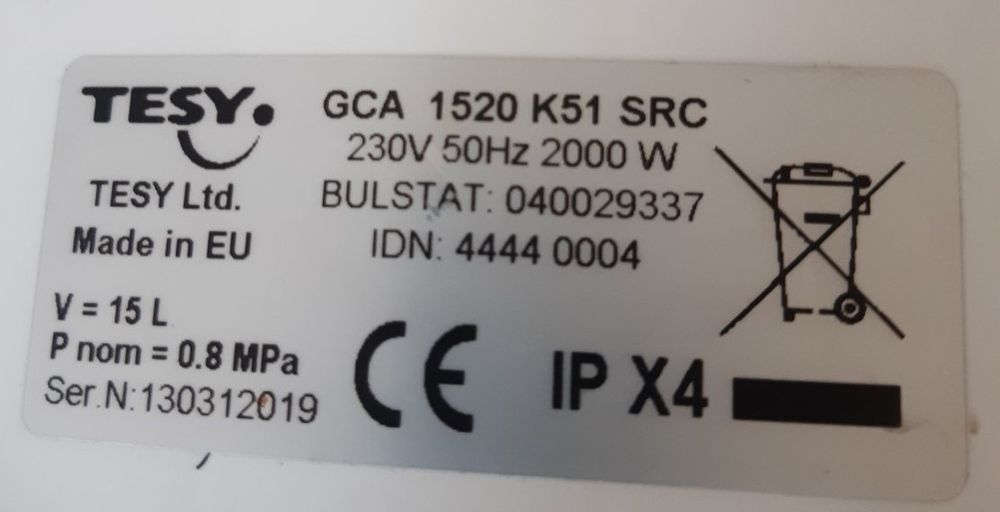 TESY
TESY Ltd.
Made in EU
GCA 1520 K51 SRC
230V 50Hz 2000 W
BULSTAT: 040029337
IDN: 4444 0004
V = 15 L
P nom = 0.8 MPa
Ser.N:130312019
CE
IP X4